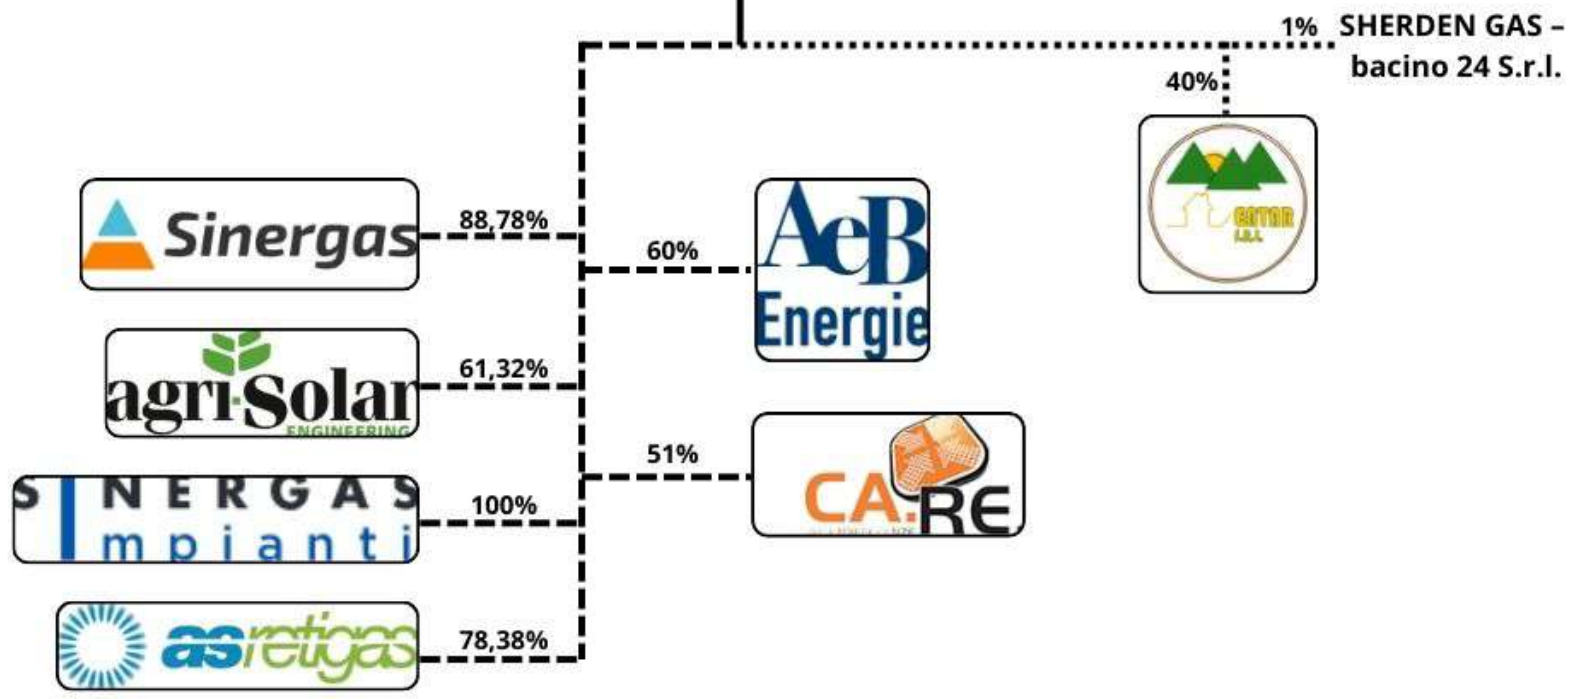 1% SHERDEN GAS –
bacino 24 S.r.l.
40%
Sinergas
88,78%
60%
AeB
Energie
agri·Solar
ENGINEERING
61,32%
51%
CA.RE.
SINERGAS
mpianti
100%
asretigas
78,38%